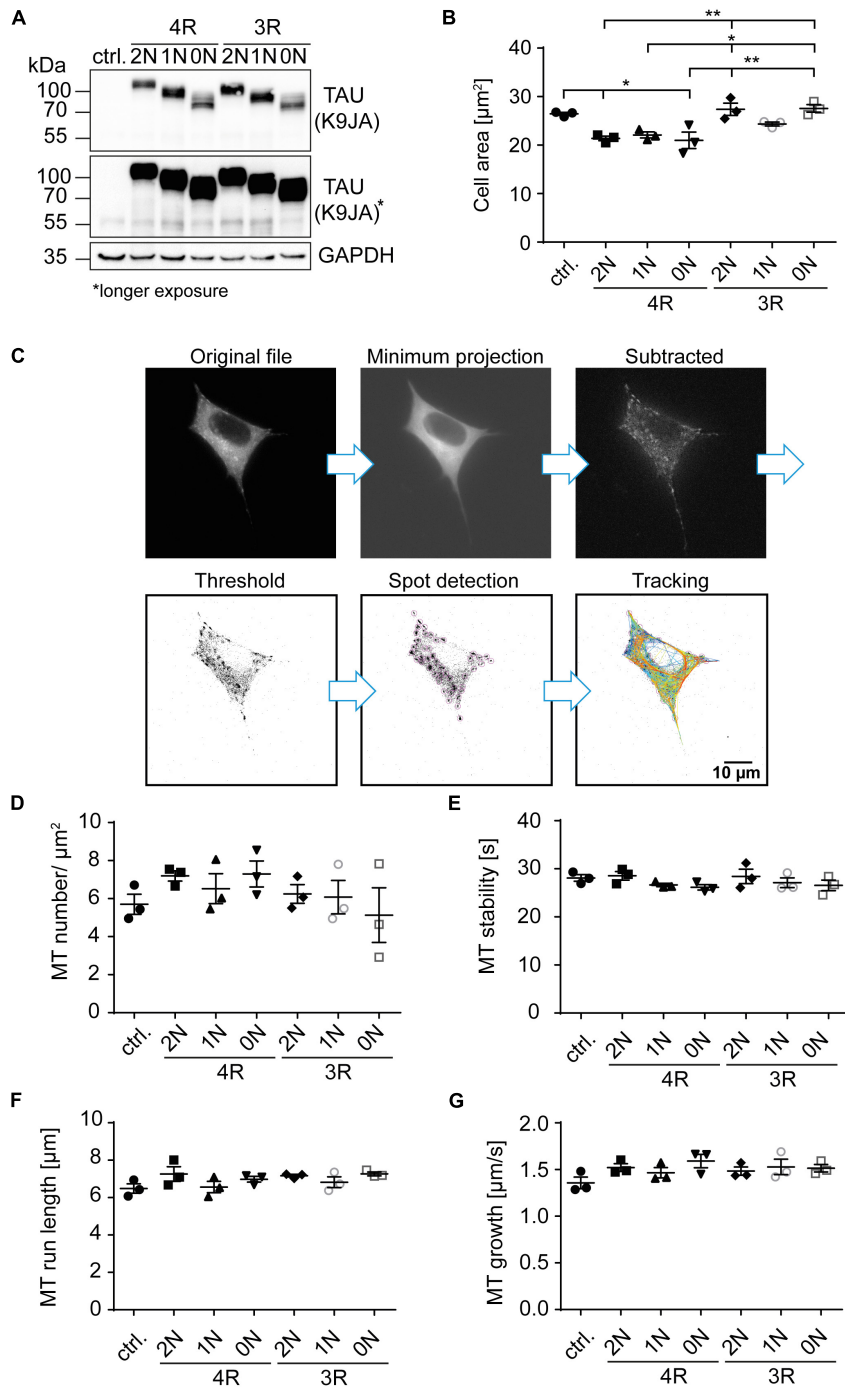 A
4R 3R
ctrl. 2N 1N 0N 2N 1N 0N
kDa
100
70
55
TAU
(K9JA)
100
70
55
TAU
(K9JA)*
35
GAPDH
*longer exposure
B
Cell area [µm²]
40
30
20
10
0
**
*
**
*
ctrl. 2N 1N 0N 2N 1N 0N
4R 3R
C
Original file Minimum projection Subtracted
Threshold Spot detection Tracking
10 µm
D
MT number/ µm²
10
8
6
4
2
0
ctrl. 2N 1N 0N 2N 1N 0N
4R 3R
E
MT stability [s]
40
30
20
10
0
ctrl. 2N 1N 0N 2N 1N 0N
4R 3R
F
MT run length [µm]
10
8
6
4
2
0
ctrl. 2N 1N 0N 2N 1N 0N
4R 3R
G
MT growth [µm/s]
2.0
1.5
1.0
0.5
0.0
ctrl. 2N 1N 0N 2N 1N 0N
4R 3R